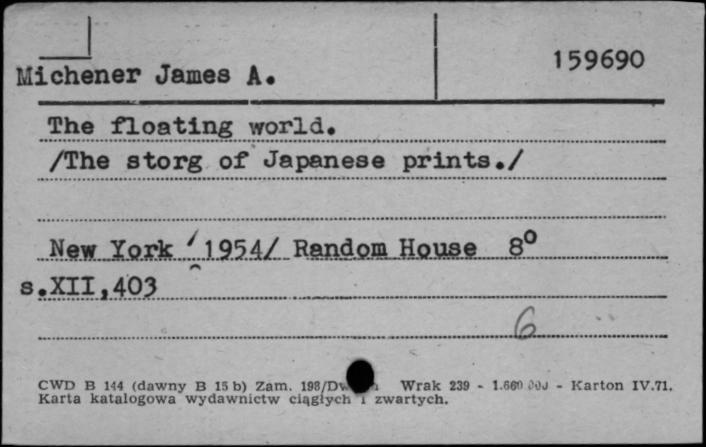 159690
Michener James A.
The floating world.
/The storg of Japanese prints./
New York / 1954/ Random House 8°
s.XII,403
6
CWD B 144 (dawny B 15 b) Zam. 198/ Wrak 239 - 1.660 - Karton IV.71.
Karta katalogowa wydawnictw ciągłych i zwartych.